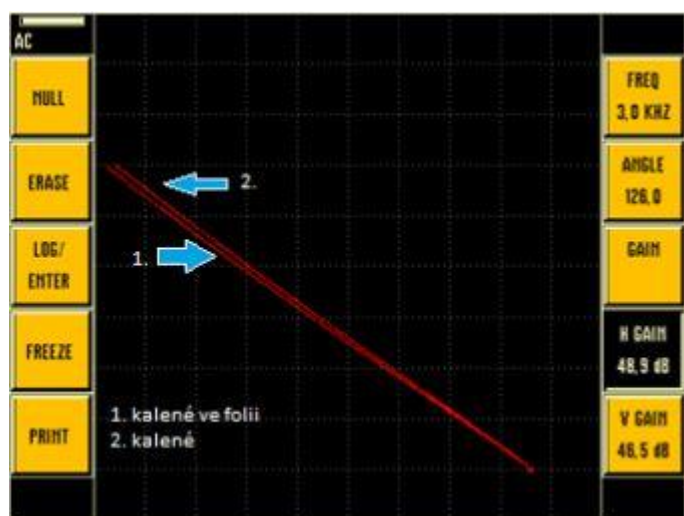 AC
NULL
ERASE
LOG/
ENTER
FREEZE
PRINT
2.
1.
1. kalené ve folii
2. kalené
FREQ
3,0 KHZ
ANGLE
126,0
GAIN
H GAIN
48,9 dB
V GAIN
46,5 dB